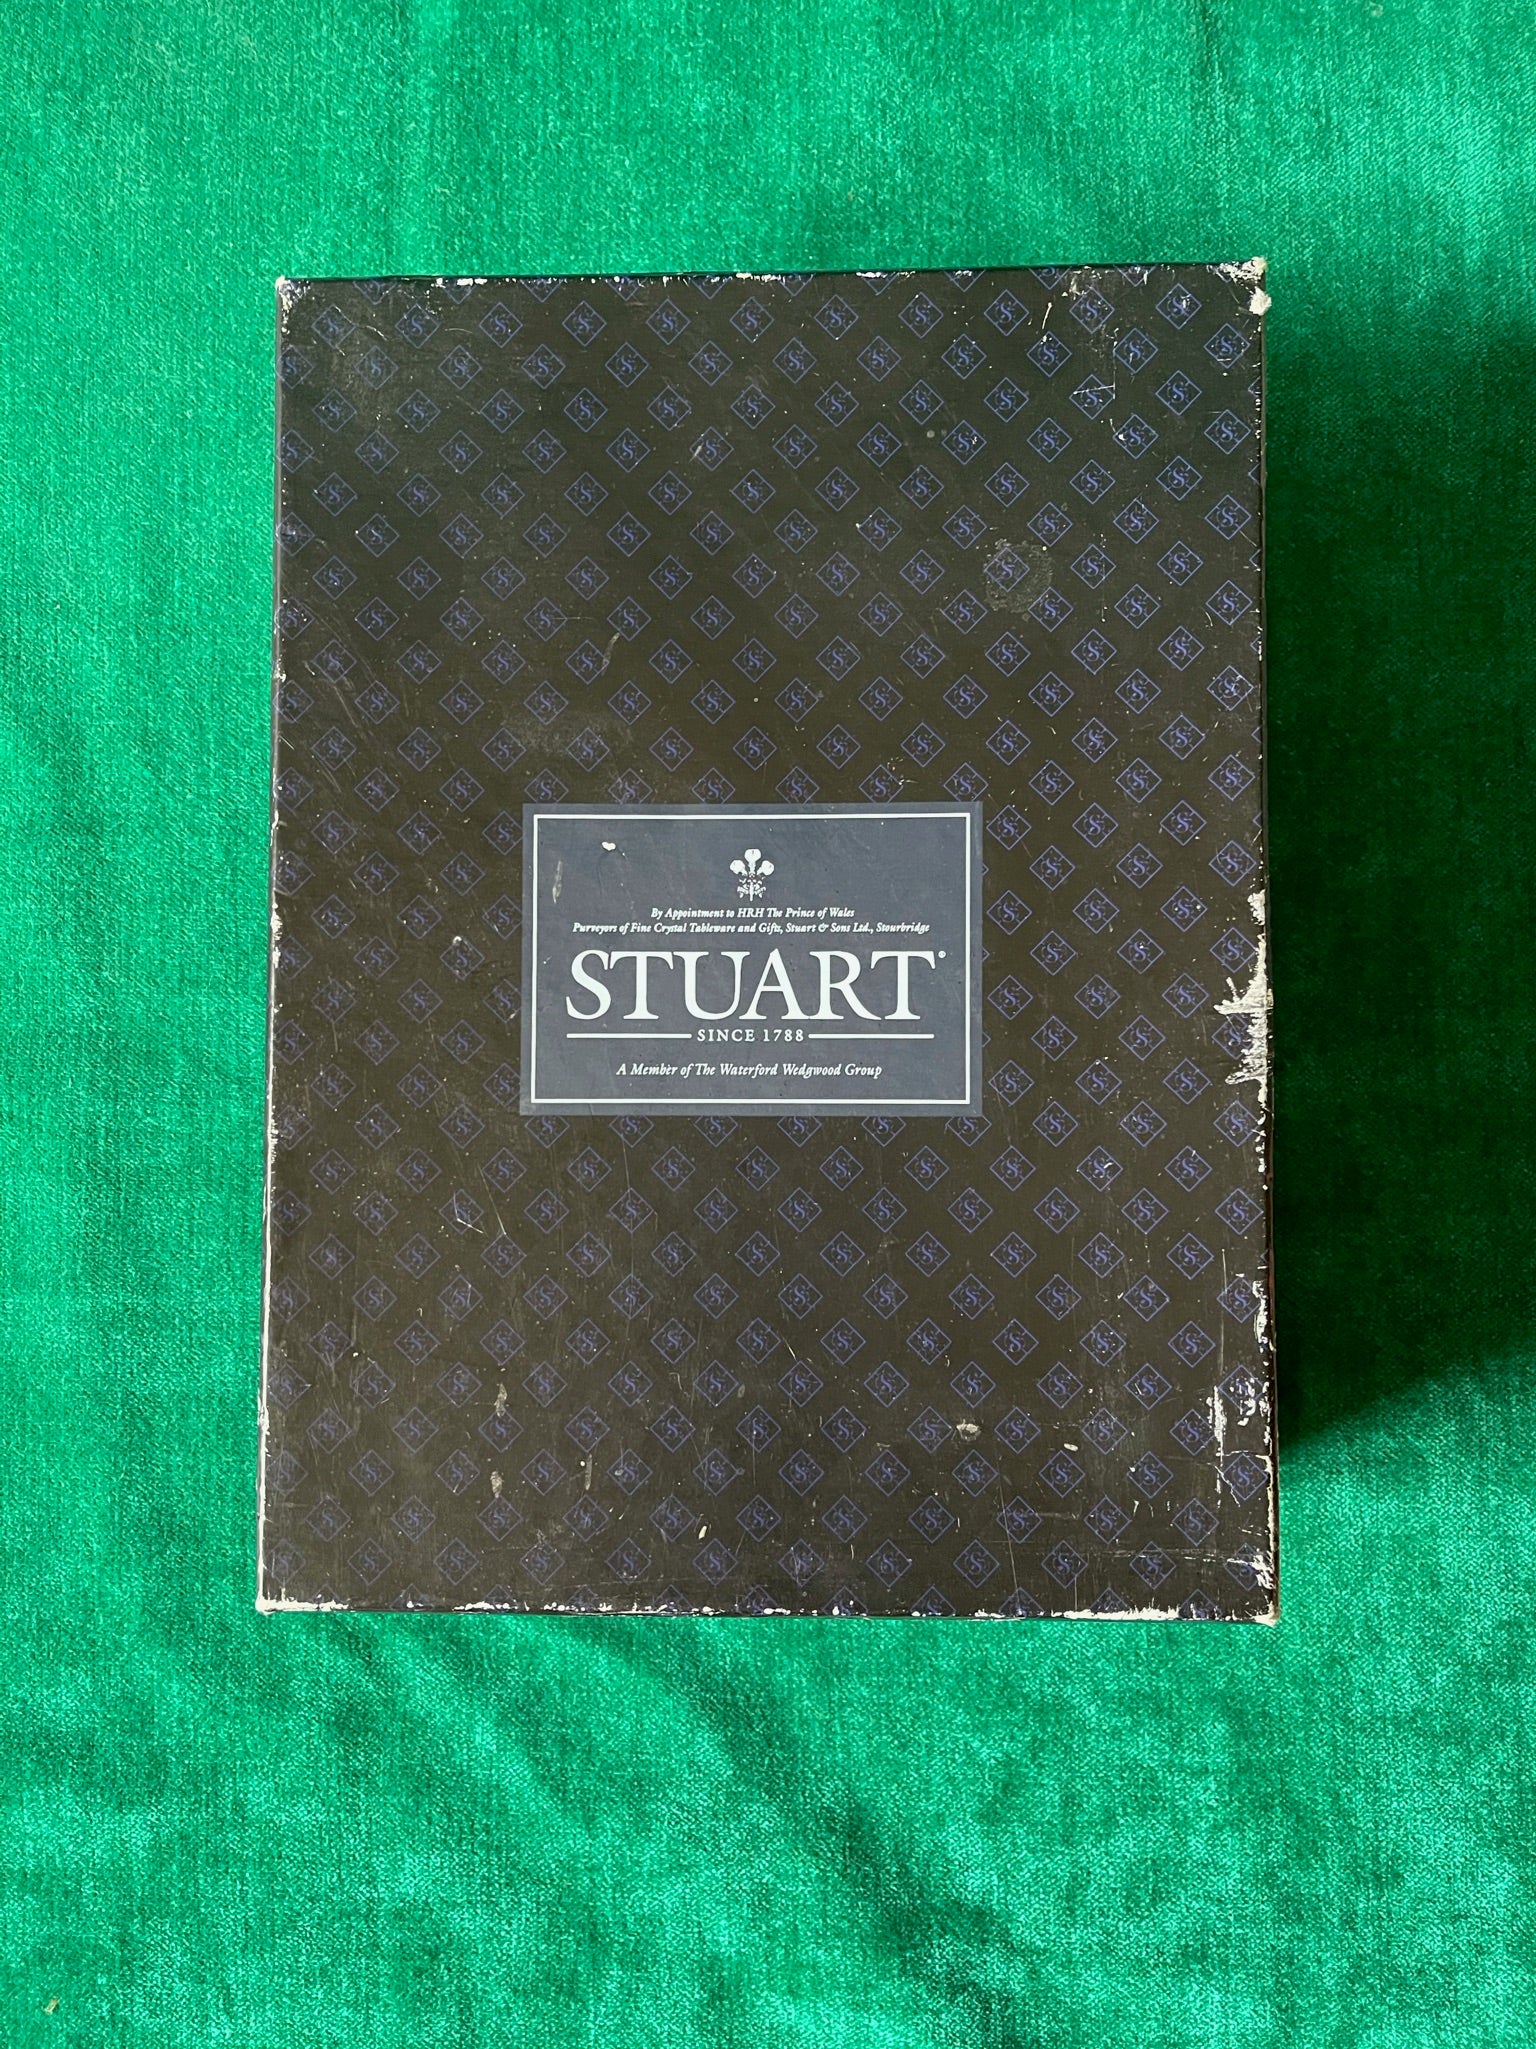 By Appointment to HRH The Prince of Wales
Purveyors of Fine Crystal Tableware and Gifts, Stuart & Sons Ltd., Stourbridge
STUART®
SINCE 1788
A Member of The Waterford Wedgwood Group